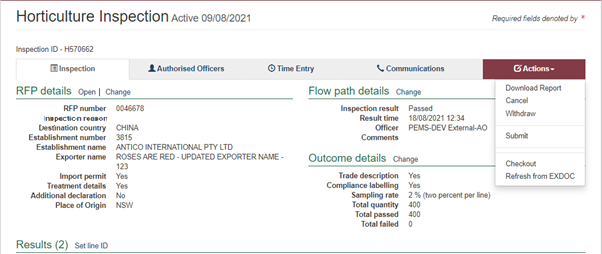 Horticulture Inspection Active 09/08/2021
Required fields denoted by *
Inspection ID - H570662
Inspection Authorised Officers Time Entry Communications Actions
RFP details Open | Change
RFP number 0046678
Inspection reason
Destination country CHINA
Establishment number 3815
Establishment name ANTICO INTERNATIONAL PTY LTD
Exporter name ROSES ARE RED - UPDATED EXPORTER NAME -
123
Import permit Yes
Treatment details Yes
Additional declaration No
Place of Origin NSW
Flow path details Change
Inspection result Passed
Result time 18/08/2021 12:34
Officer PEMS-DEV External-AO
Comments
Outcome details Change
Trade description Yes
Compliance labelling Yes
Sampling rate 2 % (two percent per line)
Total quantity 400
Total passed 400
Total failed 0
Download Report
Cancel
Withdraw
Submit
Checkout
Refresh from EXDOC
Results (2) Set line ID